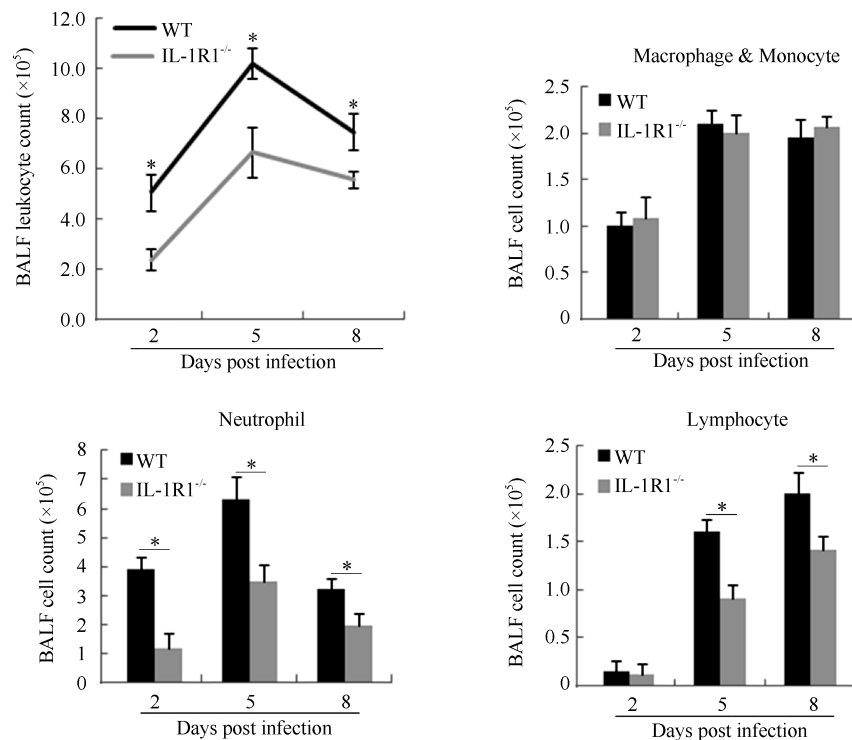 WT
IL-1R1-/-
BALF leukocyte count (×10⁵)
12.0
10.0
8.0
6.0
4.0
2.0
0.0
*
*
*
2 5 8
Days post infection
Macrophage & Monocyte
WT
IL-1R1-/-
BALF cell count (×10⁵)
2.5
2.0
1.5
1.0
0.5
0
2 5 8
Days post infection
Neutrophil
WT
IL-1R1-/-
BALF cell count (×10⁵)
8
7
6
5
4
3
2
1
0
*
*
*
2 5 8
Days post infection
Lymphocyte
WT
IL-1R1-/-
BALF cell count (×10⁵)
2.5
2.0
1.5
1.0
0.5
0
*
*
2 5 8
Days post infection